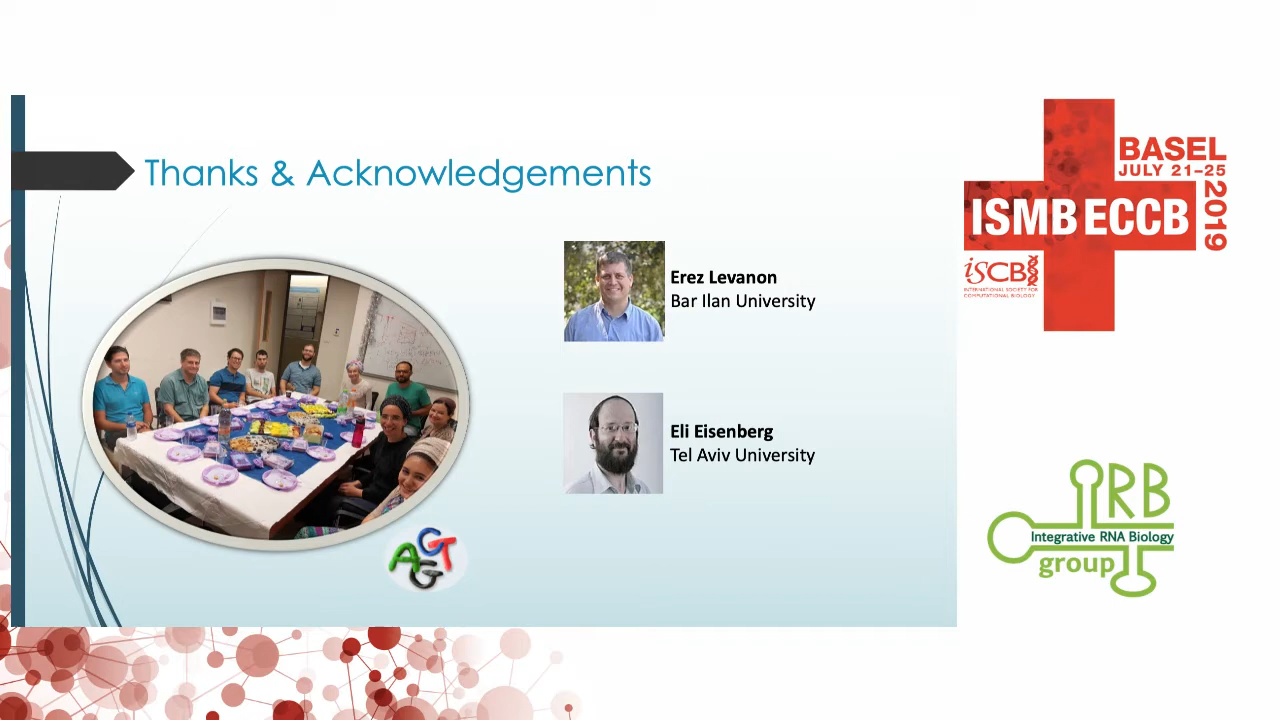 Thanks & Acknowledgements
Erez Levanon
Bar Ilan University
Eli Eisenberg
Tel Aviv University
AGTG
BASEL
JULY 21–25
2019
ISMB ECCB
iSCB
INTERNATIONAL SOCIETY FOR
COMPUTATIONAL BIOLOGY
IRB
Integrative RNA Biology
group